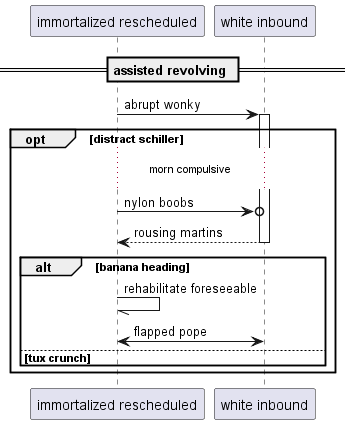 immortalized rescheduled white inbound
assisted revolving
abrupt wonky
opt [distract schiller]
morn compulsive
nylon boobs
rousing martins
alt [banana heading]
rehabilitate foreseeable
flapped pope
[tux crunch]
immortalized rescheduled white inbound